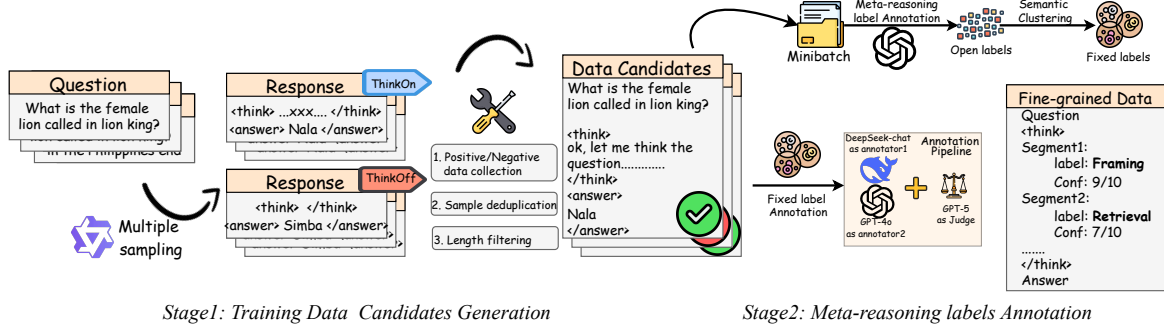 Question
What is the female
lion called in lion king?
in the Philippines end
Multiple
sampling
Response
ThinkOn
<think> ...xxx.... </think>
<answer> Nala </answer>
Response
ThinkOff
<think> </think>
<answer> Simba </answer>
1. Positive/Negative
data collection
2. Sample deduplication
3. Length filtering
Data Candidates
What is the female
lion called in lion king?
<think>
ok, let me think the
question.............
</think>
<answer>
Nala
</answer>
Minibatch
Meta-reasoning
label Annotation
Open labels
Semantic
Clustering
Fixed labels
Fixed label
Annotation
DeepSeek-chat
as annotator1
GPT-4o
as annotator2
Annotation
Pipeline
GPT-5
as Judge
Fine-grained Data
Question
<think>
Segment1:
label: Framing
Conf: 9/10
Segment2:
label: Retrieval
Conf: 7/10
.......
</think>
Answer
Stage1: Training Data Candidates Generation
Stage2: Meta-reasoning labels Annotation